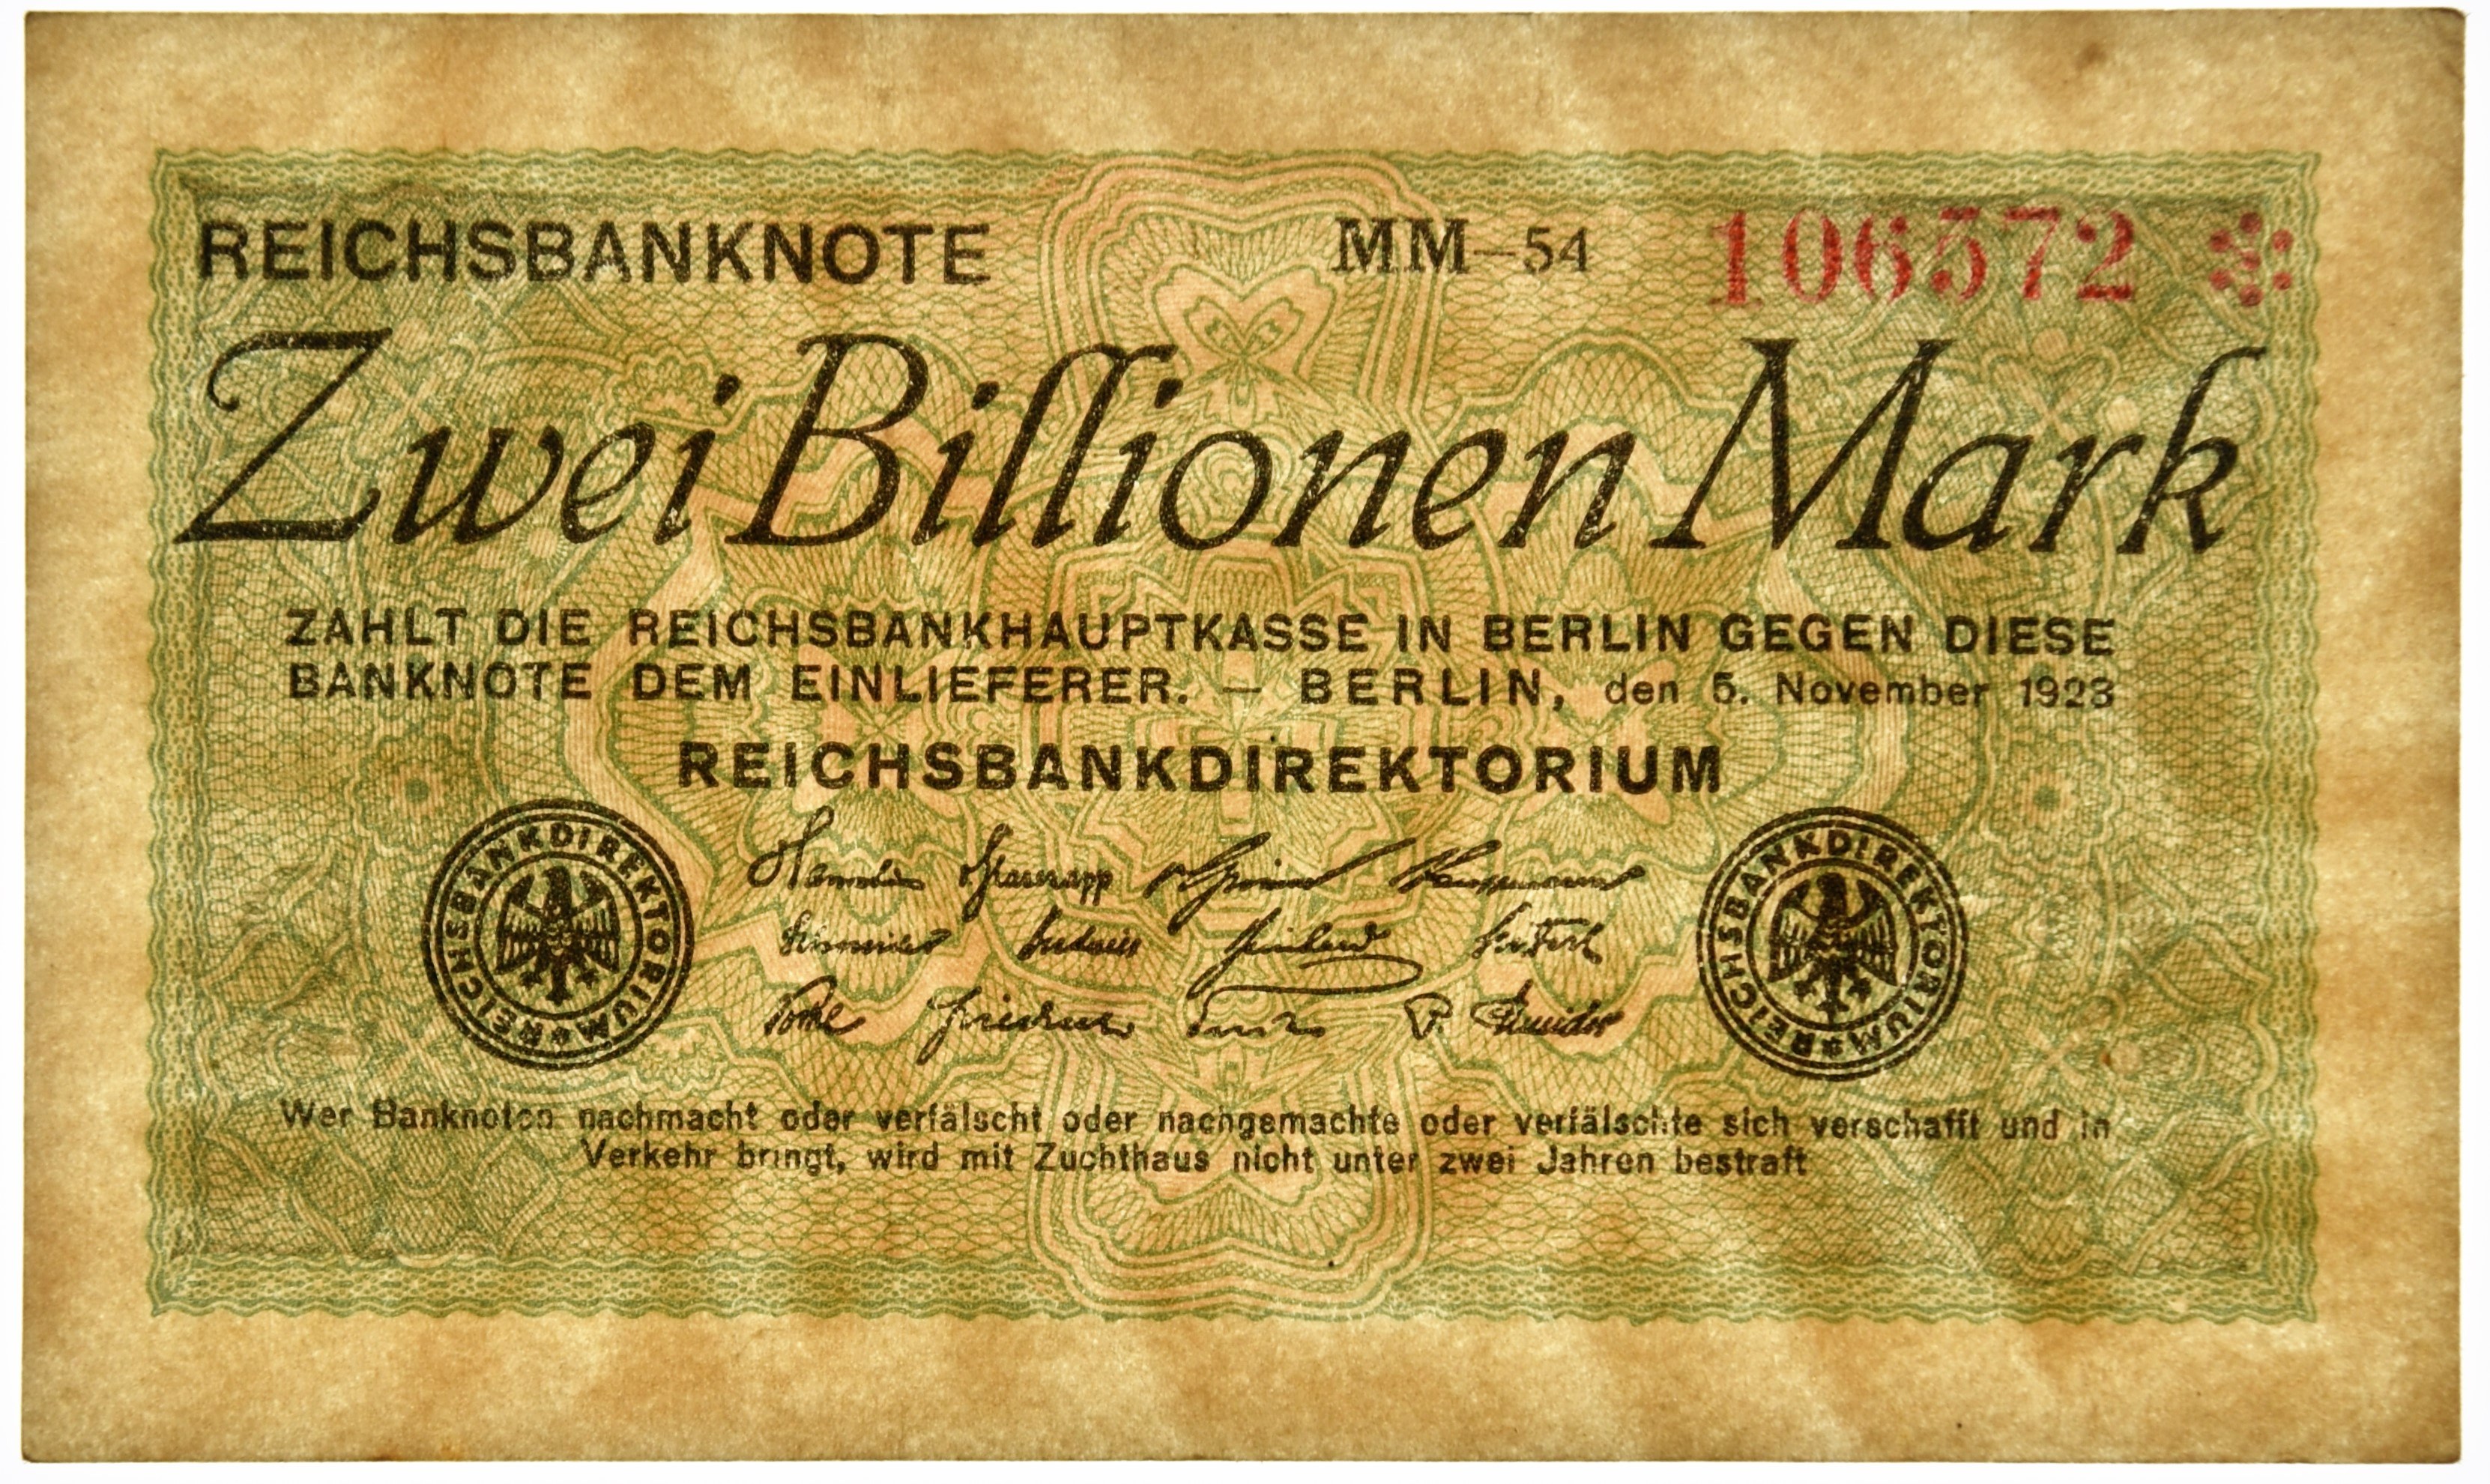 REICHSBANKNOTE MM–54 106572
Zwei Billionen Mark
ZAHLT DIE REICHSBANKHAUPTKASSE IN BERLIN GEGEN DIESE
BANKNOTE DEM EINLIEFERER. – BERLIN, den 5. November 1923
REICHSBANKDIREKTORIUM
REICHSBANKDIREKTORIUM
REICHSBANKDIREKTORIUM
Wer Banknoten nachmacht oder verfälscht oder nachgemachte oder verfälschte sich verschafft und in
Verkehr bringt, wird mit Zuchthaus nicht unter zwei Jahren bestraft